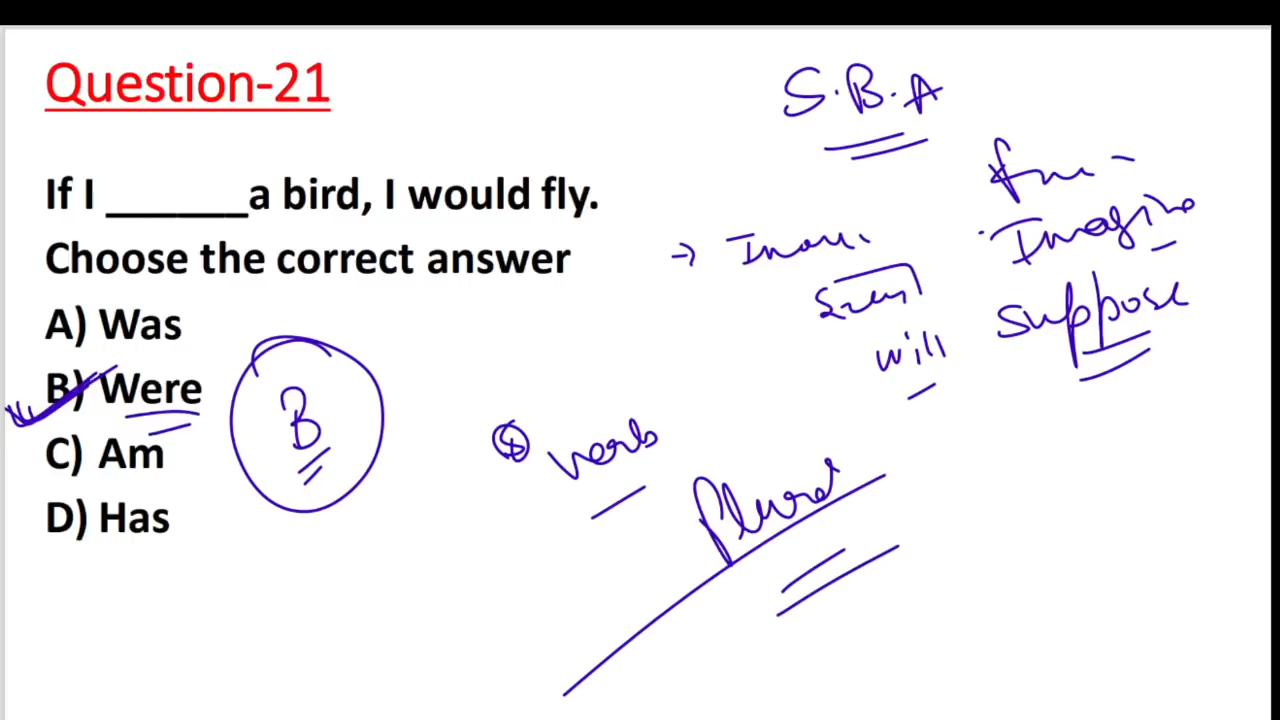 Question-21
If I ______a bird, I would fly.
Choose the correct answer
A) Was
B) Were
C) Am
D) Has
B
S.B.A
Imagine
Suppose
will
verb
Plural